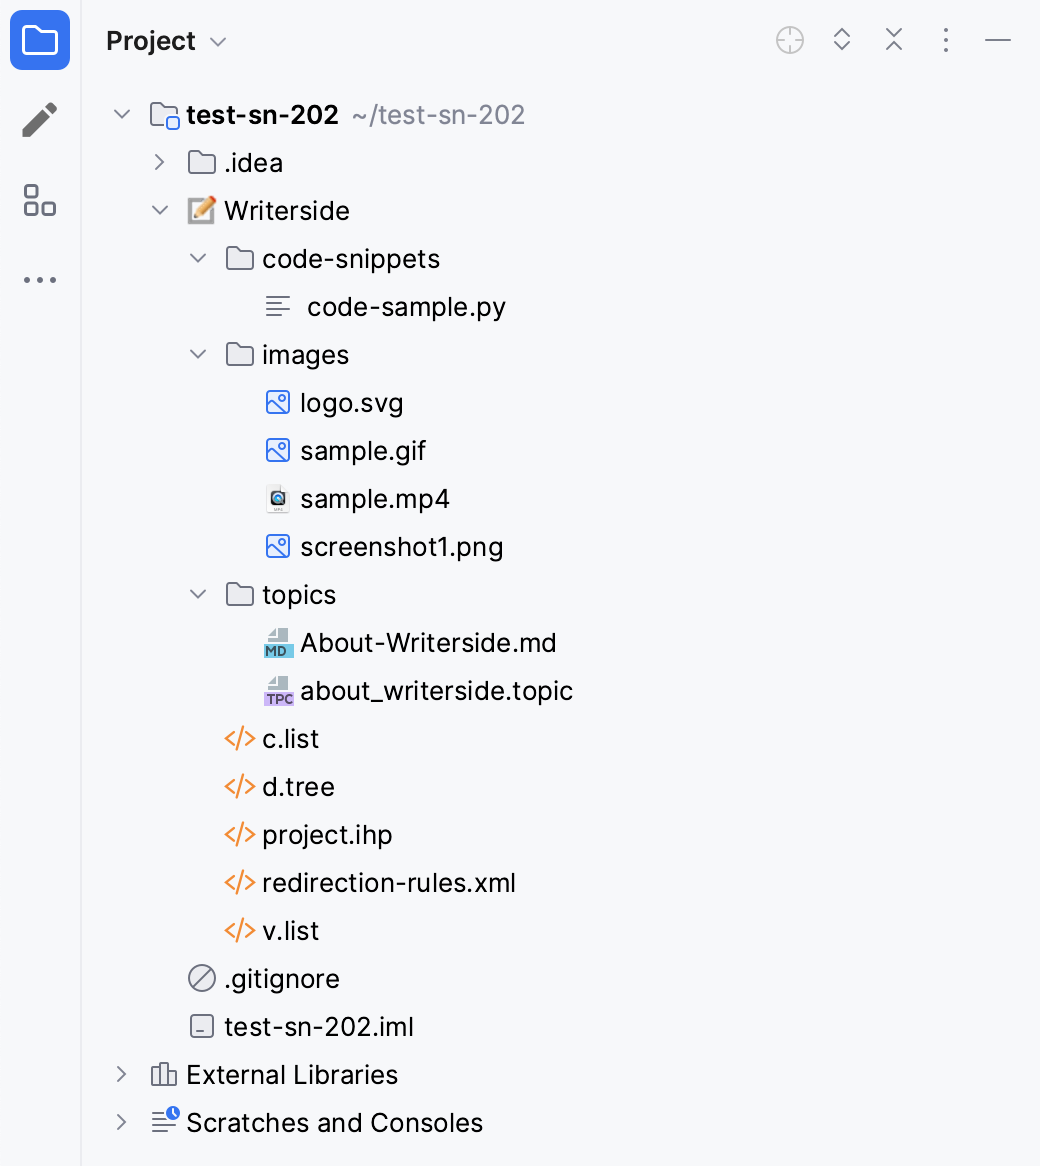 Project
test-sn-202 ~/test-sn-202
.idea
Writerside
code-snippets
code-sample.py
images
logo.svg
sample.gif
sample.mp4
screenshot1.png
topics
MD About-Writerside.md
TPC about_writerside.topic
</> c.list
</> d.tree
</> project.ihp
</> redirection-rules.xml
</> v.list
.gitignore
test-sn-202.iml
External Libraries
Scratches and Consoles